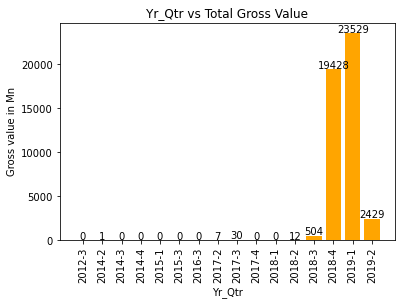 Yr_Qtr vs Total Gross Value
Gross value in Mn
20000
15000
10000
5000
0
0 1 0 0 0 0 0 7 30 0 0 12 504 19428 23529 2429
2012-3 2014-2 2014-3 2014-4 2015-1 2015-3 2016-3 2017-2 2017-3 2017-4 2018-1 2018-2 2018-3 2018-4 2019-1 2019-2
Yr_Qtr